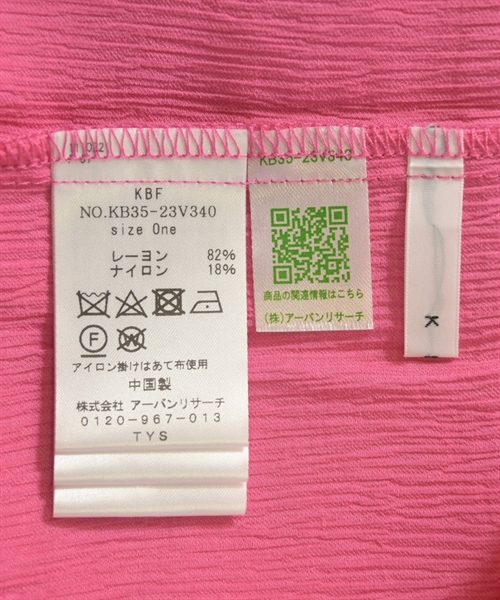 KBF
NO.KB35-23V340
size One
レーヨン 82%
ナイロン 18%
F
W
アイロン掛けはあて布使用
中国製
株式会社 アーバンリサーチ
0120-967-013
TYS
KB35-23V343
商品の関連情報はこちら
(株)アーバンリサーチ
K